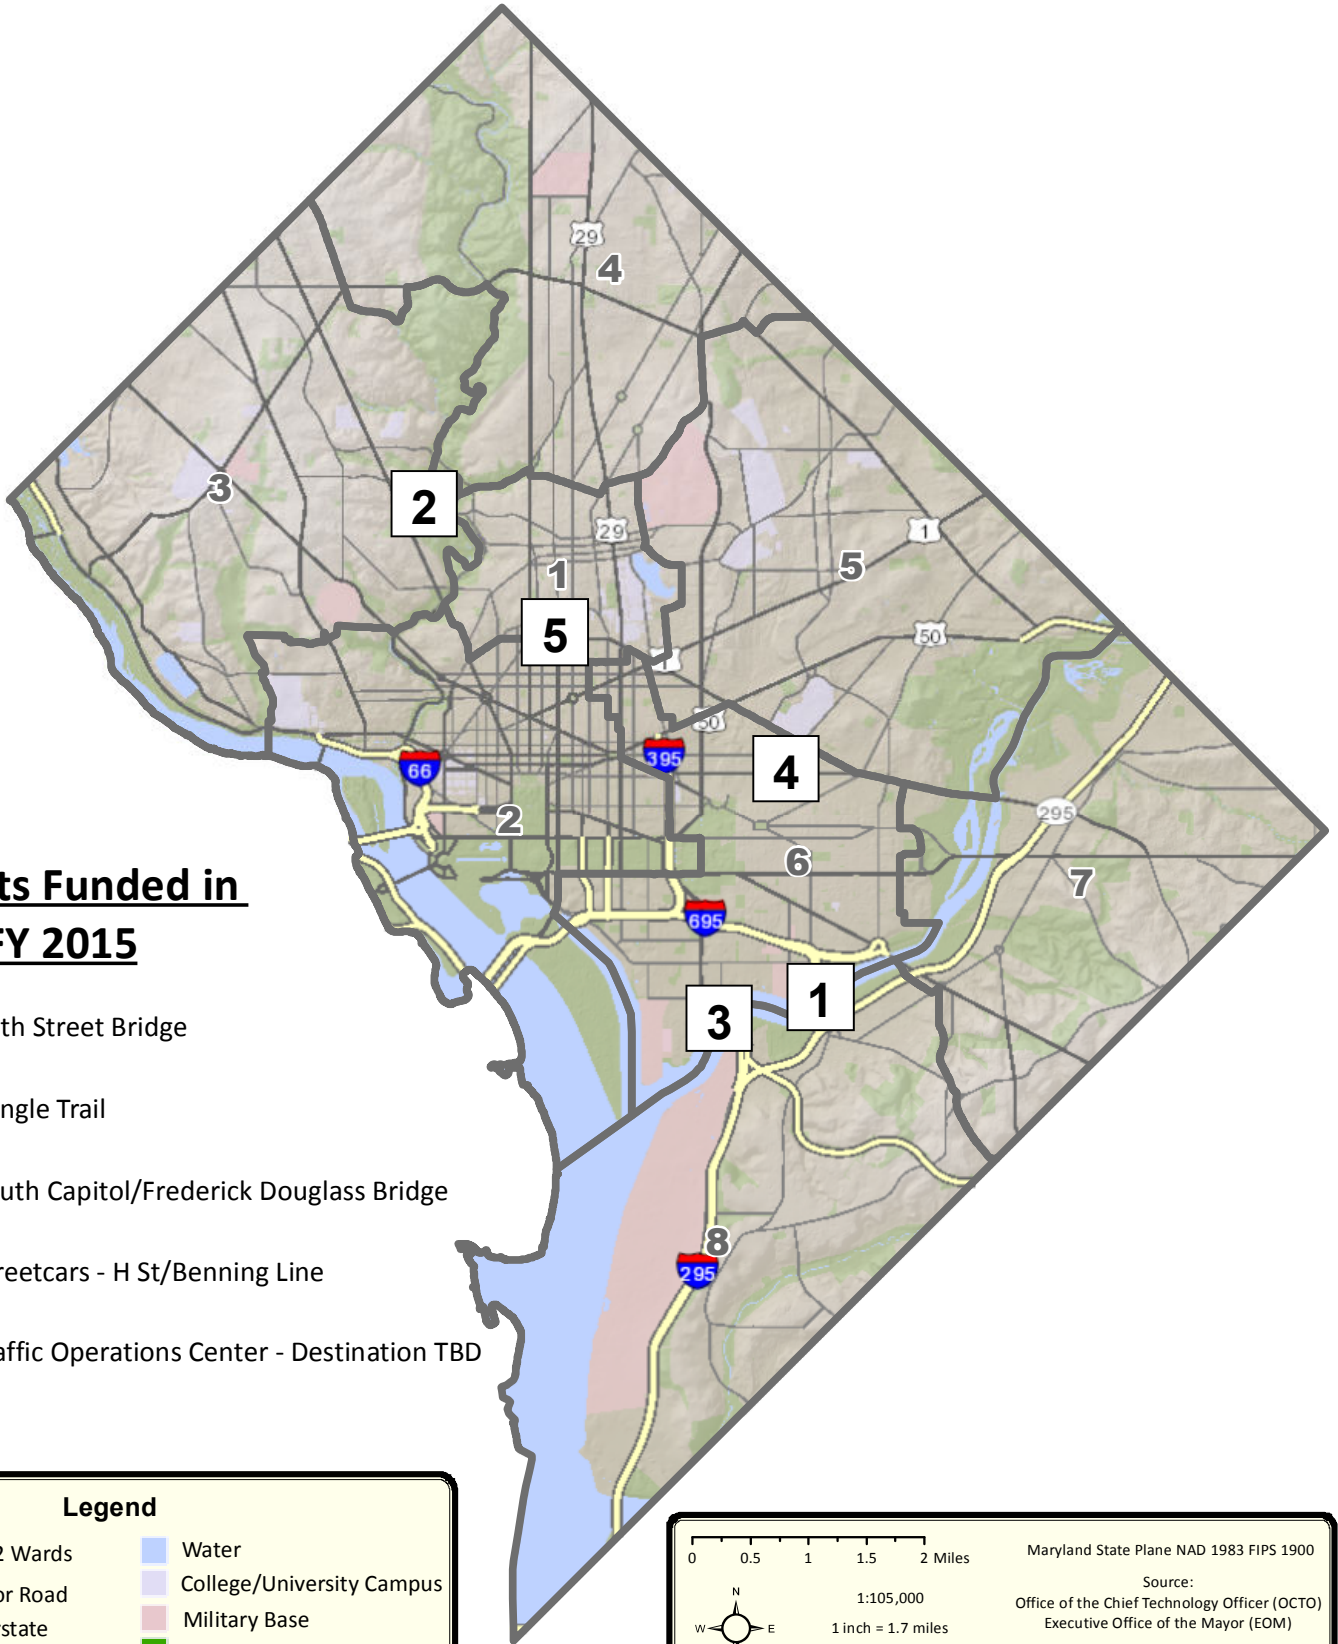 29
4
3
2
29
1
5
1
5
50
1
50
395
4
66
2
6
295
7
695
1
3
8
295
ts Funded in
FY 2015
th Street Bridge
ngle Trail
uth Capitol/Frederick Douglass Bridge
reetcars - H St/Benning Line
affic Operations Center - Destination TBD
Legend
2 Wards
or Road
rstate
Water
College/University Campus
Military Base
0 0.5 1 1.5 2 Miles
N
W E
1:105,000
1 inch = 1.7 miles
Maryland State Plane NAD 1983 FIPS 1900
Source:
Office of the Chief Technology Officer (OCTO)
Executive Office of the Mayor (EOM)